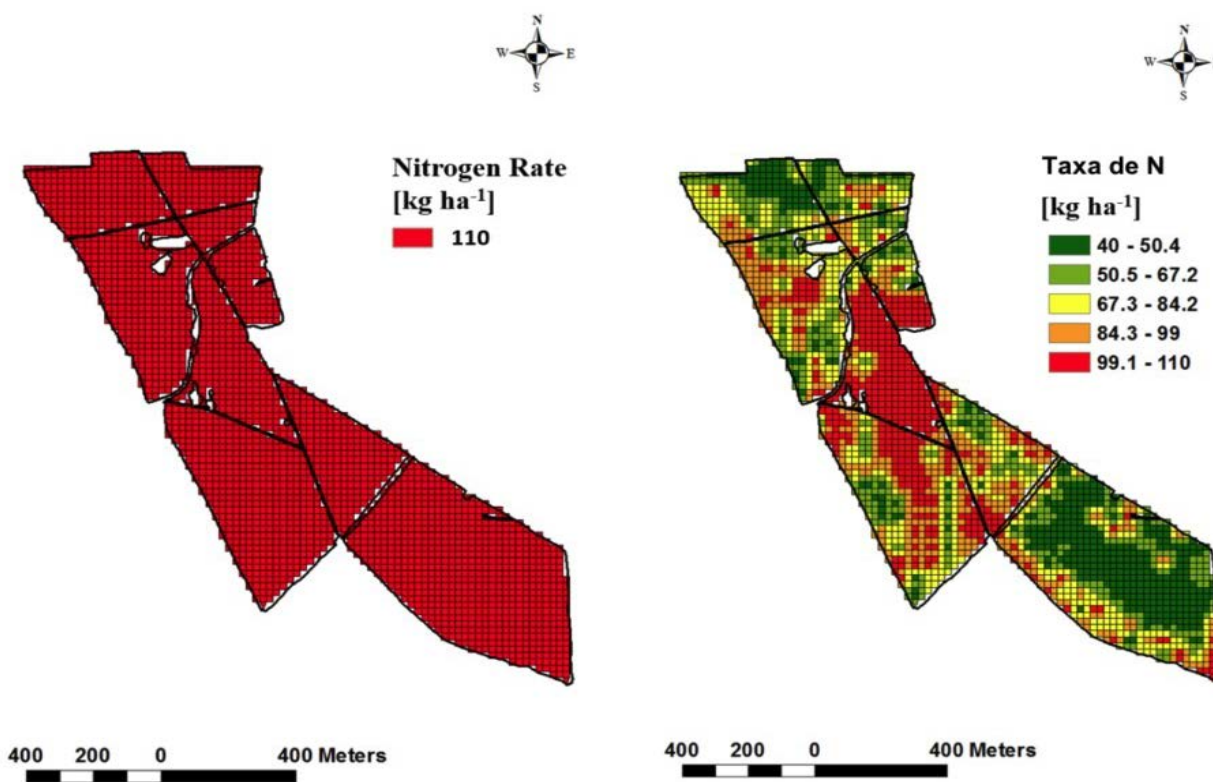 N
W E
S
Nitrogen Rate
[kg ha⁻¹]
110
400 200 0 400 Meters
N
W
S
Taxa de N
[kg ha⁻¹]
40 - 50.4
50.5 - 67.2
67.3 - 84.2
84.3 - 99
99.1 - 110
400 200 0 400 Meters